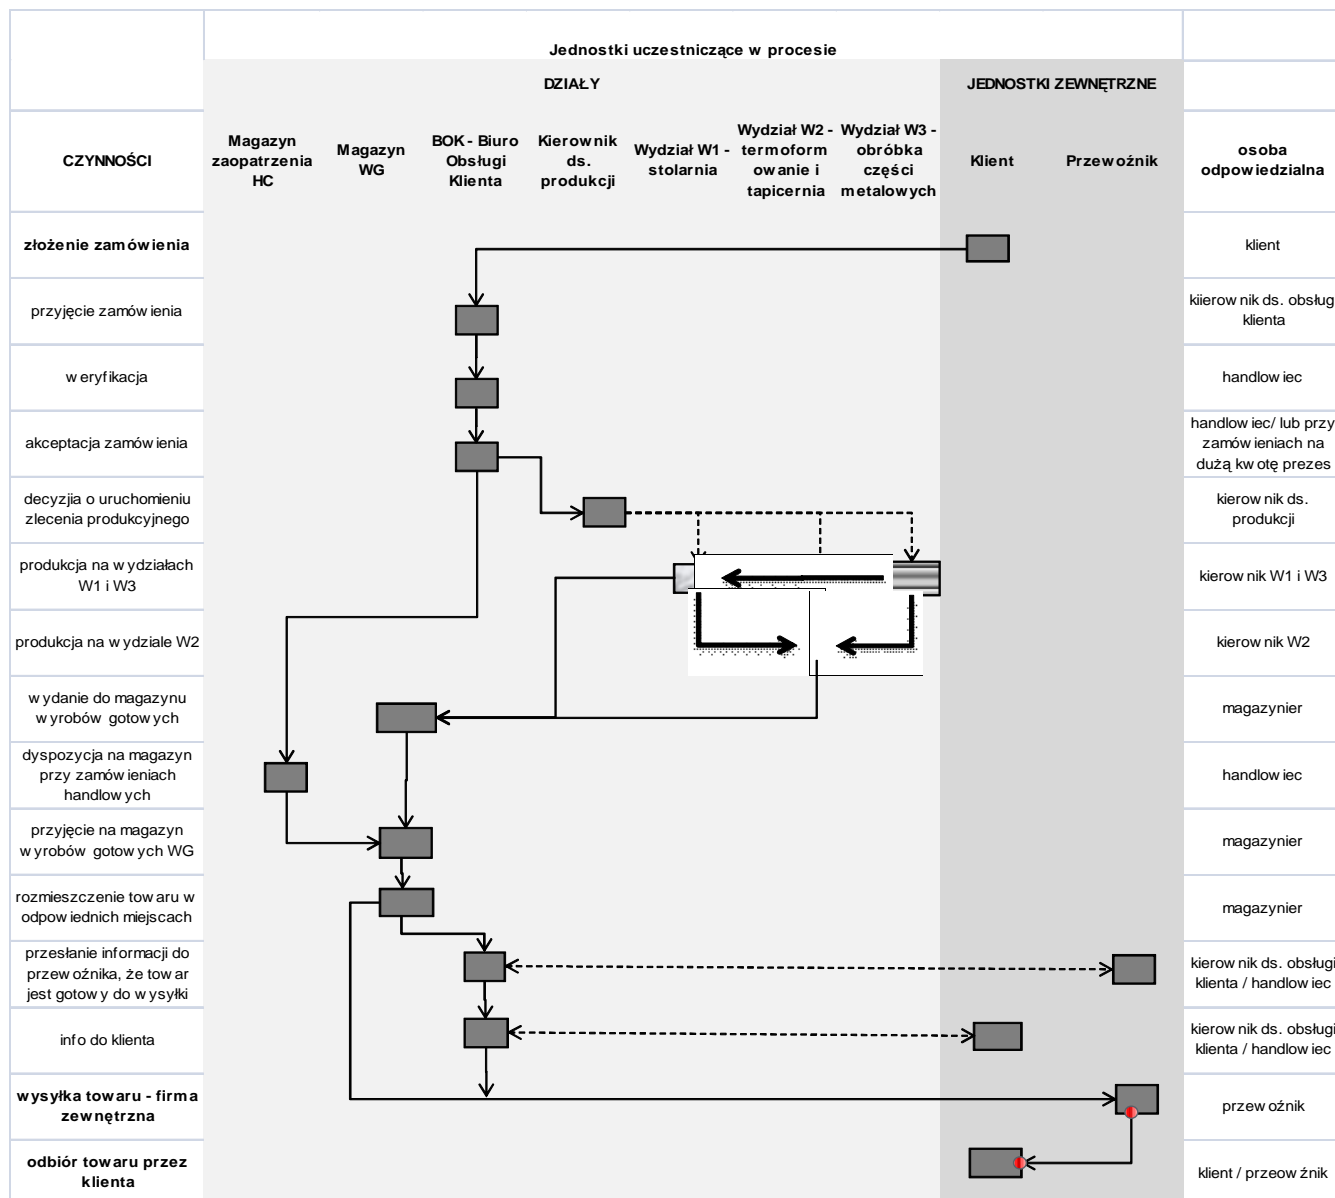 Jednostki uczestniczące w procesie
DZIAŁY
JEDNOSTKI ZEWNĘTRZNE
CZYNNOŚCI
Magazyn
zaopatrzenia
HC
Magazyn
WG
BOK - Biuro
Obsługi
Klienta
Kierownik
ds.
produkcji
Wydział W1 -
stolarnia
Wydział W2 -
termoform
owanie i
tapicernia
Wydział W3 -
obróbka
części
metalowych
Klient
Przewoźnik
osoba
odpowiedzialna
złożenie zamówienia
klient
przyjęcie zamówienia
kiierownik ds. obsług
klienta
weryfikacja
handlowiec
akceptacja zamówienia
handlowiec/ lub przy
zamówieniach na
dużą kwotę prezes
decyzjia o uruchomieniu
zlecenia produkcyjnego
kierownik ds.
produkcji
produkcja na wydziałach
W1 i W3
kierownik W1 i W3
produkcja na wydziale W2
kierownik W2
wydanie do magazynu
wyrobów gotowych
magazynier
dyspozycja na magazyn
przy zamówieniach
handlowych
handlowiec
przyjęcie na magazyn
wyrobów gotowych WG
magazynier
rozmieszczenie towaru w
odpowiednich miejscach
magazynier
przesłanie informacji do
przewoźnika, że towar
jest gotowy do wysyłki
kierownik ds. obsługi
klienta / handlowiec
info do klienta
kierownik ds. obsługi
klienta / handlowiec
wysyłka towaru - firma
zewnętrzna
przewoźnik
odbiór towaru przez
klienta
klient / przeowźnik